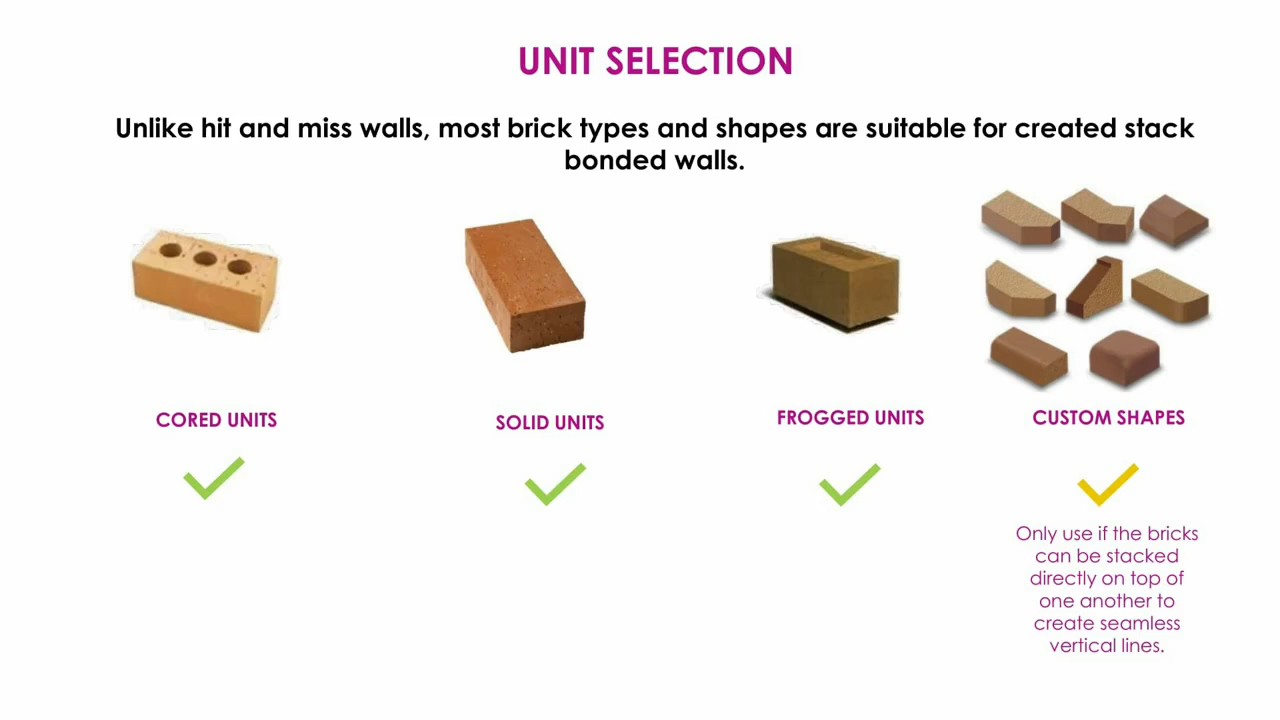 UNIT SELECTION
Unlike hit and miss walls, most brick types and shapes are suitable for created stack
bonded walls.
CORED UNITS
SOLID UNITS
FROGGED UNITS
CUSTOM SHAPES
Only use if the bricks
can be stacked
directly on top of
one another to
create seamless
vertical lines.